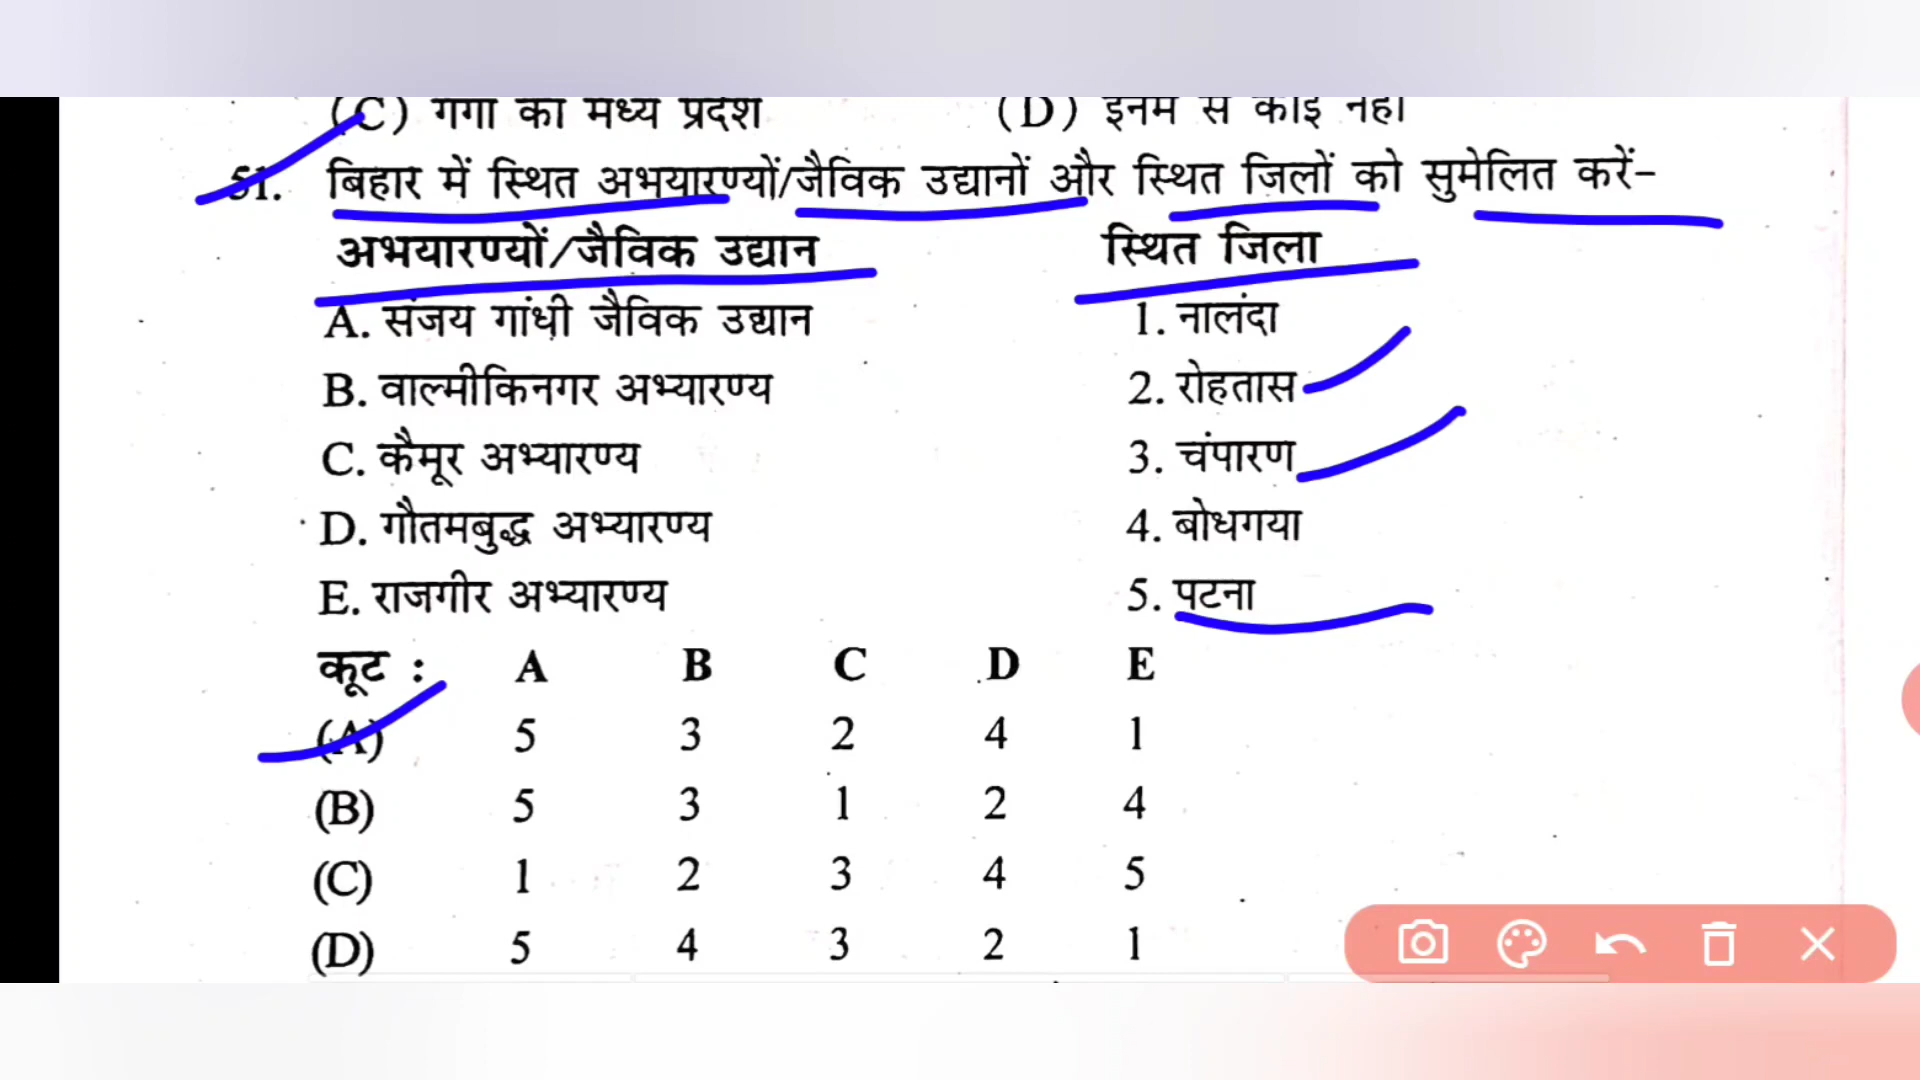 (C) गंगा का मध्य प्रदेश (D) इनमें से कोई नहीं
51. बिहार में स्थित अभयारण्यों/जैविक उद्यानों और स्थित जिलों को सुमेलित करें-
अभयारण्यों/जैविक उद्यान स्थित जिला
A. संजय गांधी जैविक उद्यान 1. नालंदा
B. वाल्मीकिनगर अभ्यारण्य 2. रोहतास
C. कैमूर अभ्यारण्य 3. चंपारण
D. गौतमबुद्ध अभ्यारण्य 4. बोधगया
E. राजगीर अभ्यारण्य 5. पटना
कूट : A B C D E
(A) 5 3 2 4 1
(B) 5 3 1 2 4
(C) 1 2 3 4 5
(D) 5 4 3 2 1